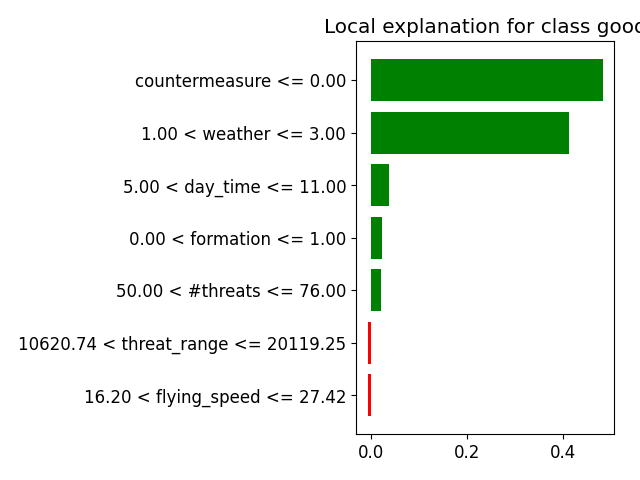 Local explanation for class good
countermeasure <= 0.00
1.00 < weather <= 3.00
5.00 < day_time <= 11.00
0.00 < formation <= 1.00
50.00 < #threats <= 76.00
10620.74 < threat_range <= 20119.25
16.20 < flying_speed <= 27.42
0.0 0.2 0.4